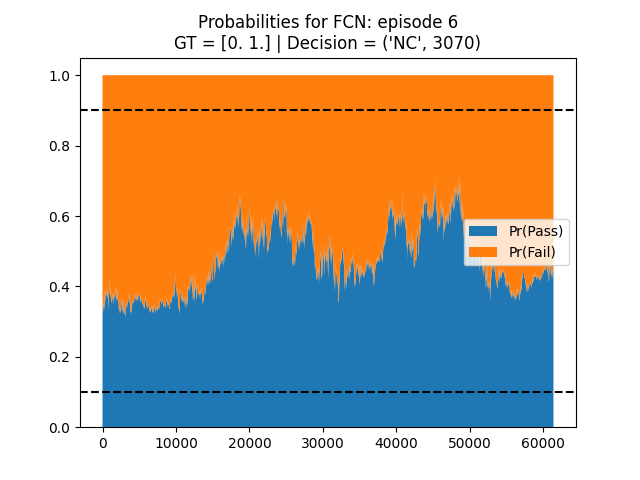 Probabilities for FCN: episode 6
GT = [0. 1.] | Decision = ('NC', 3070)
1.0
0.8
0.6
0.4
0.2
0.0
Pr(Pass)
Pr(Fail)
0 10000 20000 30000 40000 50000 60000